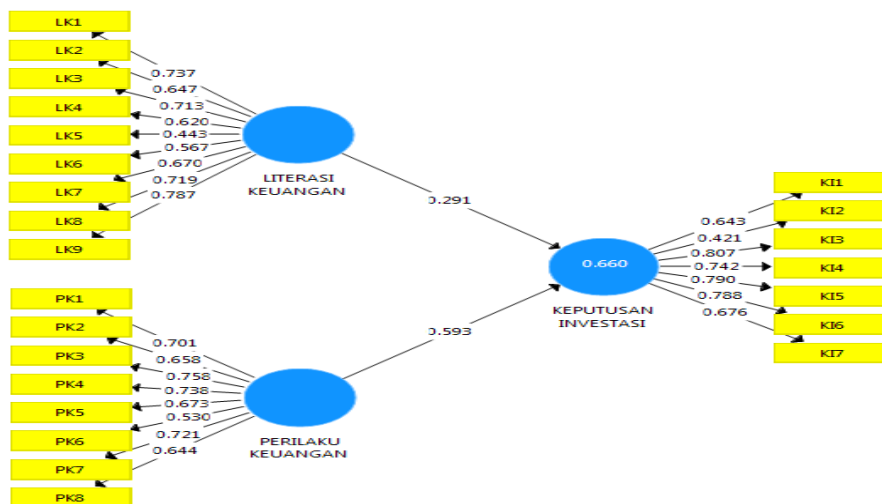 LK1
LK2
LK3
LK4
LK5
LK6
LK7
LK8
LK9
0.737
0.647
0.713
0.620
0.443
0.567
0.670
0.719
0.787
LITERASI
KEUANGAN
0.291
PK1
PK2
PK3
PK4
PK5
PK6
PK7
PK8
0.701
0.658
0.758
0.738
0.673
0.530
0.721
0.644
PERILAKU
KEUANGAN
0.593
0.660
KEPUTUSAN
INVESTASI
0.643
0.421
0.807
0.742
0.790
0.788
0.676
KI1
KI2
KI3
KI4
KI5
KI6
KI7